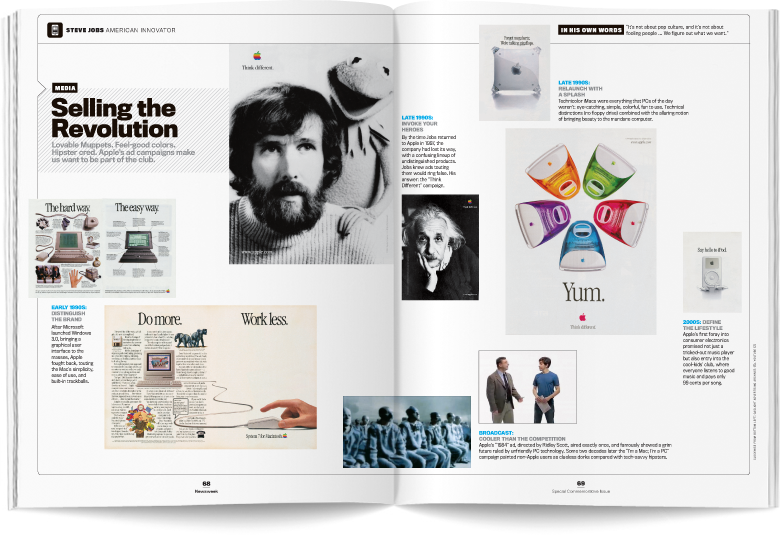 STEVE JOBS AMERICAN INNOVATOR
MEDIA
Selling the
Revolution
Lovable Muppets. Feel-good colors.
Hipster cred. Apple's ad campaigns make
us want to be part of the club.
Think different.
www.apple.com
The hard way.
The easy way.
EARLY 1990S:
DISTINGUISH
THE BRAND
After Microsoft
launched Windows
3.0, bringing a
graphical user
interface to the
masses, Apple
fought back, touting
the Mac's simplicity,
ease of use, and
built-in trackballs.
Do more.
Work less.
System 7 for Macintosh
68
Newsweek
IN HIS OWN WORDS
"It's not about pop culture, and it's not about
fooling people ... We figure out what we want."
LATE 1990S:
INVOKE YOUR
HEROES
By the time Jobs returned
to Apple in 1997, the
company had lost its way,
with a confusing lineup of
undistinguished products.
Jobs knew ads touting
them would ring false. His
answer: the "Think
Different" campaign.
LATE 1990S:
RELAUNCH WITH
A SPLASH
Technicolor iMacs were everything that PCs of the day
weren't: eye-catching, simple, colorful, fun to use. Technical
distinctions
combined with the alluring notion
of bringing beauty to the mundane computer.
Yum.
Think different.
Say hello to iPod.
2000S: DEFINE
THE LIFESTYLE
Apple's first foray into
consumer electronics
promised not just a
tricked-out music player
but also entry into the
cool-kids' club, where
everyone listens to good
music and pays only
99 cents per song.
BROADCAST:
COOLER THAN THE COMPETITION
Apple's "1984" ad, directed by Ridley Scott, aired exactly once, and famously showed a grim
future ruled by unfriendly PC technology. Some two decades later the "I'm a Mac, I'm a PC"
campaign painted non-Apple users as clueless dorks compared with tech-savvy hipsters.
69
Special Commemorative Issue